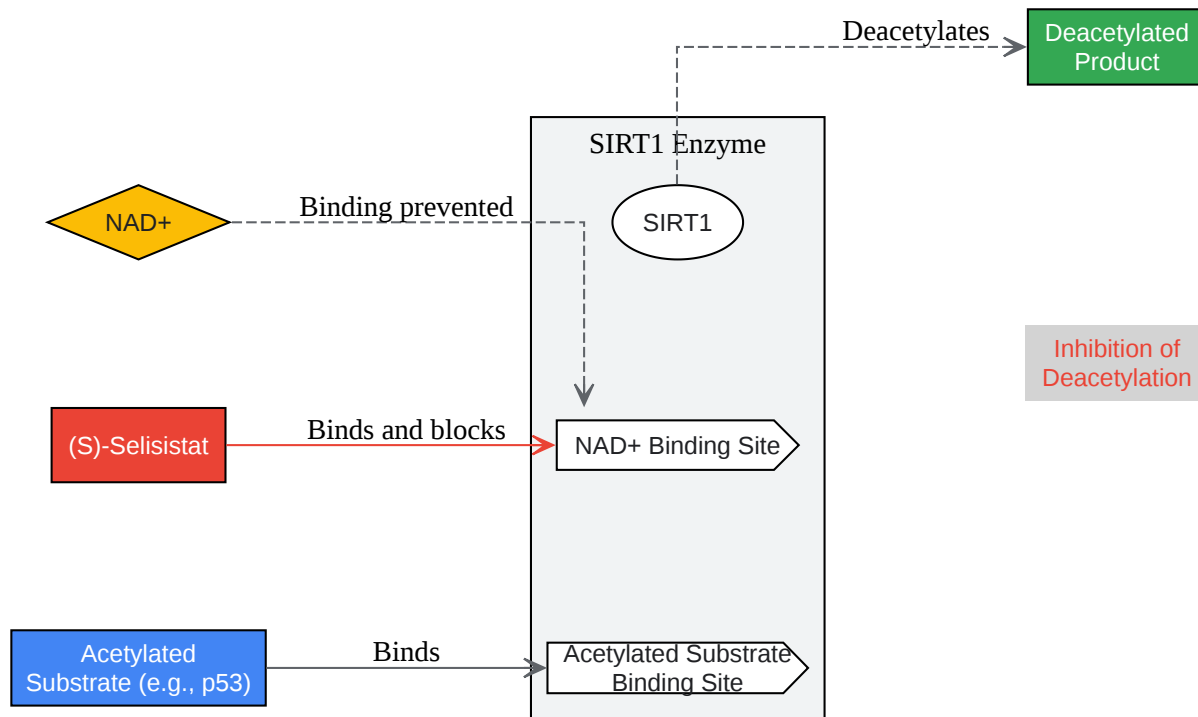 Deacetylates
Deacetylated
Product
SIRT1 Enzyme
NAD+
Binding prevented
SIRT1
Inhibition of
Deacetylation
(S)-Selisistat
Binds and blocks
NAD+ Binding Site
Acetylated
Substrate (e.g., p53)
Binds
Acetylated Substrate
Binding Site